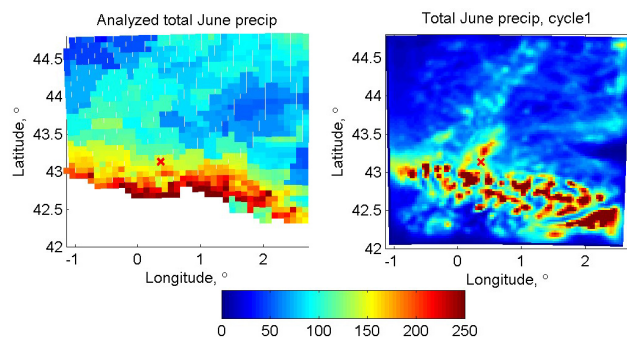 Analyzed total June precip
Total June precip, cycle1
44.5
44
43.5
43
42.5
42
Latitude, °
-1 0 1 2
Longitude, °
44.5
44
43.5
43
42.5
42
Latitude, °
-1 0 1 2
Longitude, °
0 50 100 150 200 250